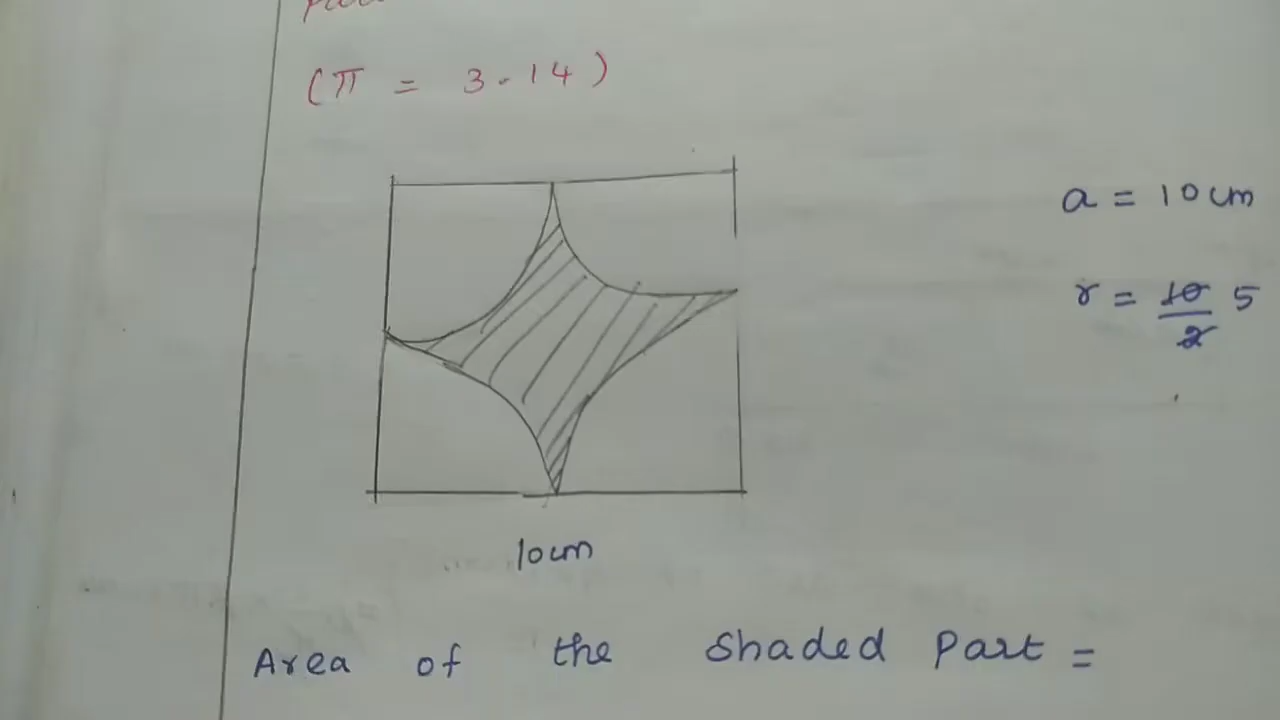 (π = 3.14)
a = 10cm
r = 10/2 5
10cm
Area of the shaded part =